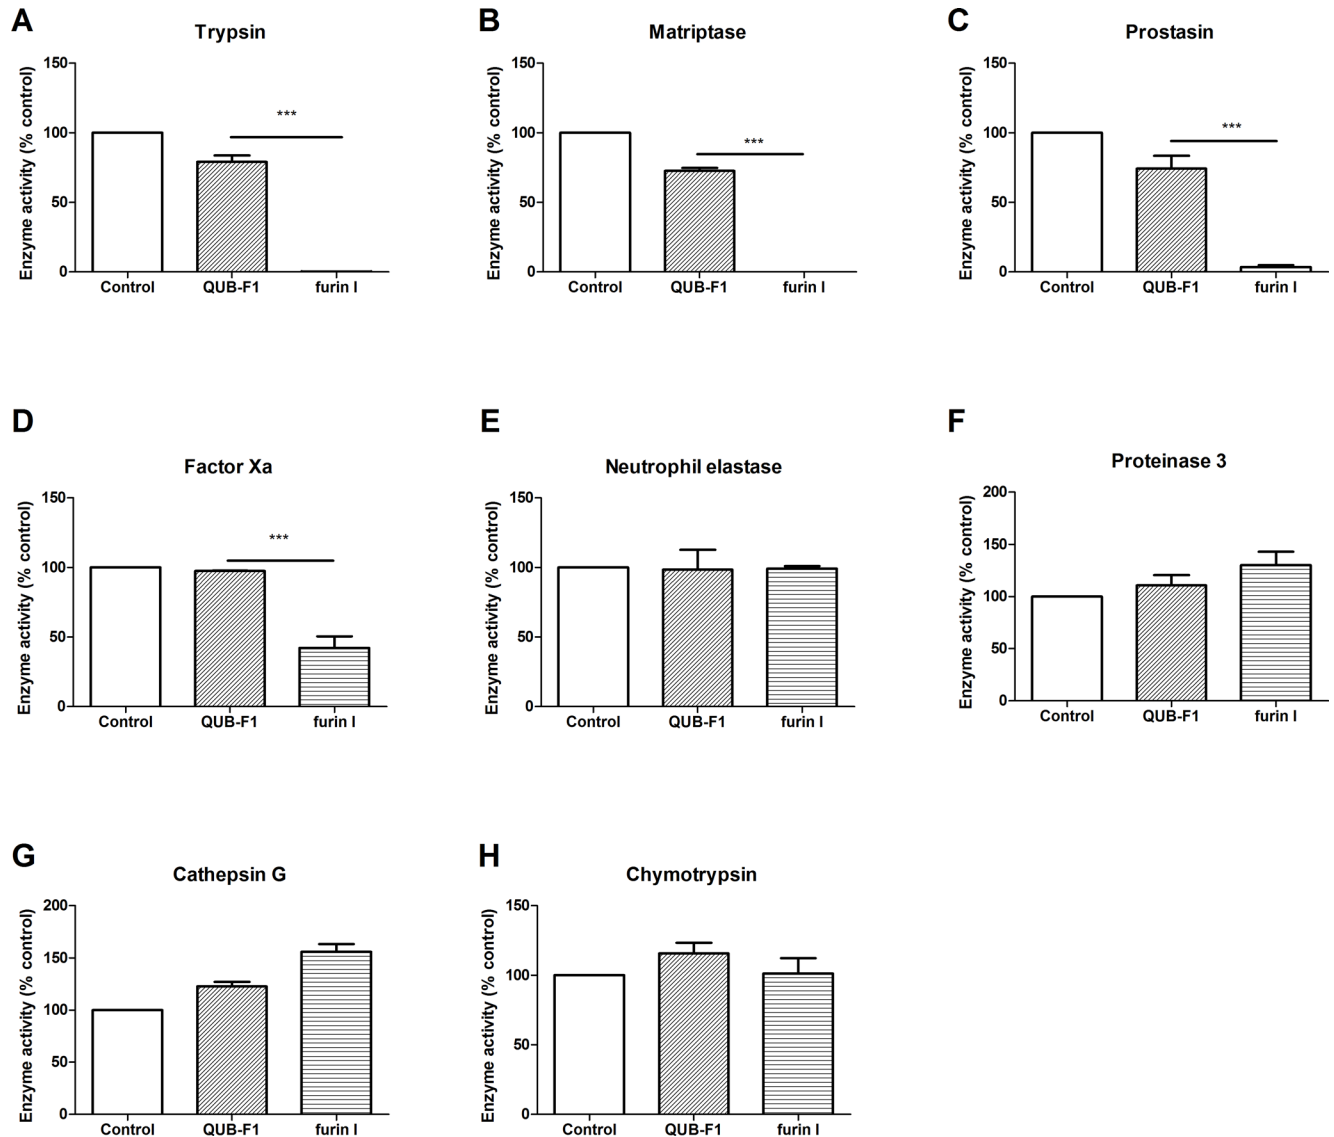 A
Trypsin
Enzyme activity (% control)
150
100
50
0
***
Control QUB-F1 furin I
B
Matriptase
Enzyme activity (% control)
150
100
50
0
***
Control QUB-F1 furin I
C
Prostasin
Enzyme activity (% control)
150
100
50
0
***
Control QUB-F1 furin I
D
Factor Xa
Enzyme activity (% control)
150
100
50
0
***
Control QUB-F1 furin I
E
Neutrophil elastase
Enzyme activity (% control)
150
100
50
0
Control QUB-F1 furin I
F
Proteinase 3
Enzyme activity (% control)
200
150
100
50
0
Control QUB-F1 furin I
G
Cathepsin G
Enzyme activity (% control)
200
150
100
50
0
Control QUB-F1 furin I
H
Chymotrypsin
Enzyme activity (% control)
150
100
50
0
Control QUB-F1 furin I